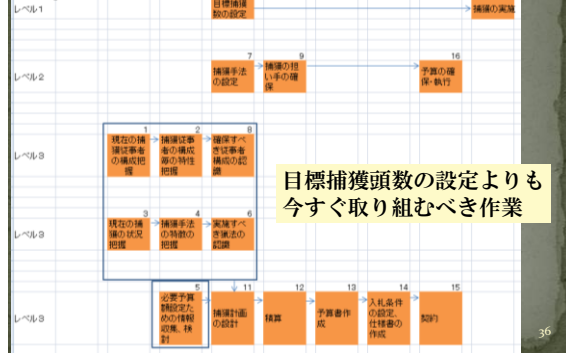 レベル1
目標捕獲
数の設定
捕獲の実施
レベル2
7
捕獲手法
の設定
9
捕獲の担
い手の確
保
16
予算の確
保・執行
レベル3
1
現在の捕
獲従事者
の構成把
握
2
捕獲従事
者の構成
毎の特性
把握
8
確保すべ
き従事者
構成の認
識
目標捕獲頭数の設定よりも
今すぐ取り組むべき作業
レベル3
3
現在の捕
獲の状況
把握
4
捕獲手法
の特徴の
把握
6
実施すべ
き猟法の
認識
レベル3
5
必要予算
額設定た
めの情報
収集、検
討
11
捕獲計画
の設計
12
積算
13
予算書作
成
14
入札条件
の設定、
仕様書の
作成
15
契約
36